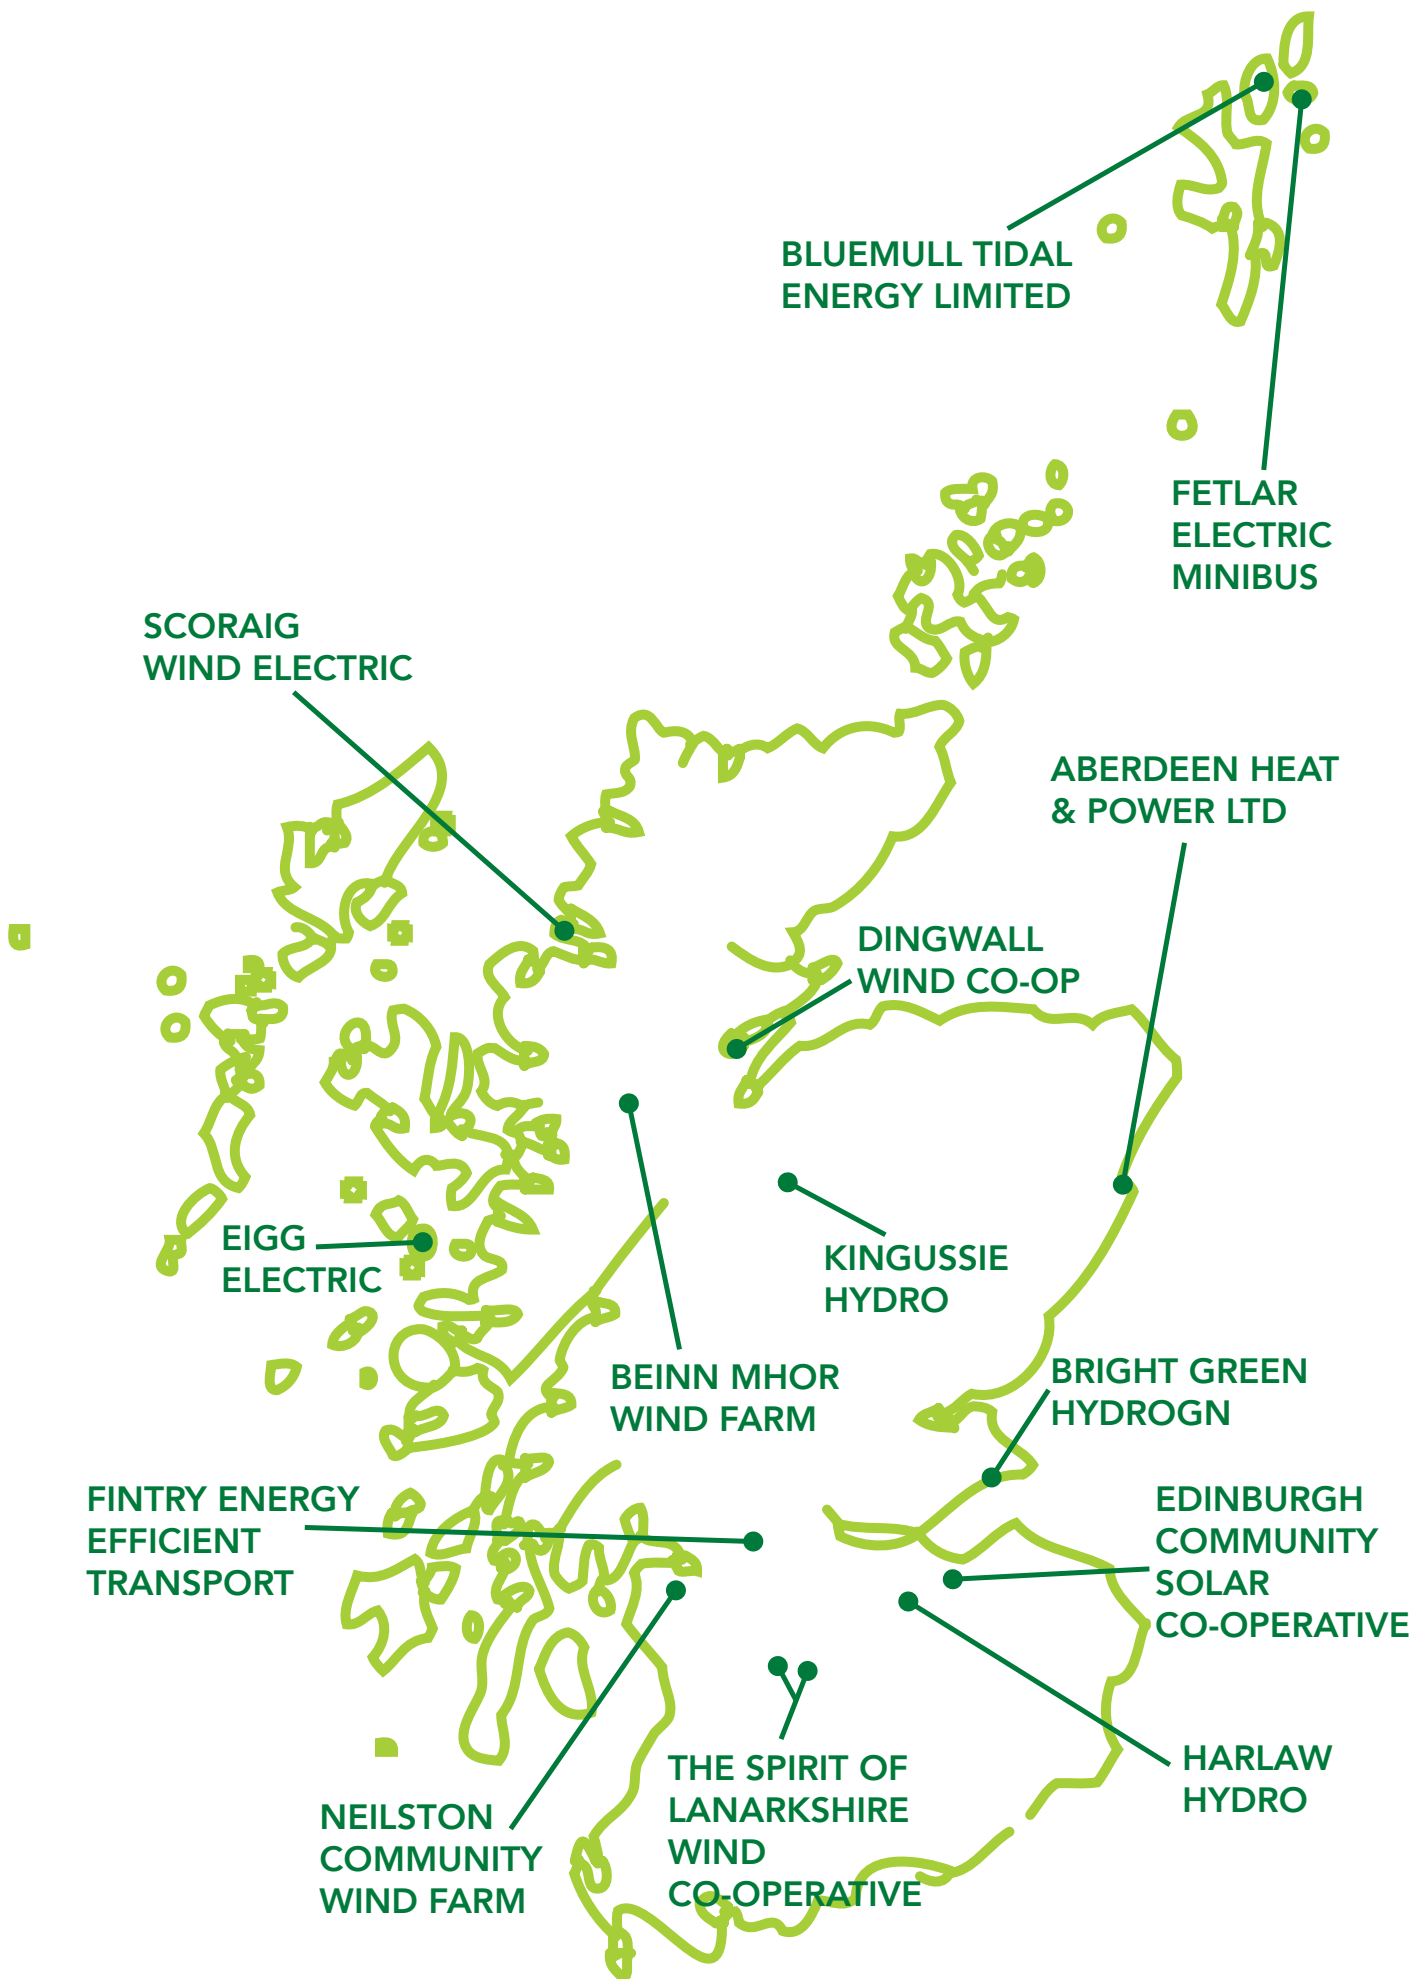 BLUEMULL TIDAL
ENERGY LIMITED
FETLAR
ELECTRIC
MINIBUS
SCORAIG
WIND ELECTRIC
ABERDEEN HEAT
& POWER LTD
DINGWALL
WIND CO-OP
EIGG
ELECTRIC
KINGUSSIE
HYDRO
BEINN MHOR
WIND FARM
BRIGHT GREEN
HYDROGN
FINTRY ENERGY
EFFICIENT
TRANSPORT
EDINBURGH
COMMUNITY
SOLAR
CO-OPERATIVE
HARLAW
HYDRO
THE SPIRIT OF
LANARKSHIRE
WIND
CO-OPERATIVE
NEILSTON
COMMUNITY
WIND FARM